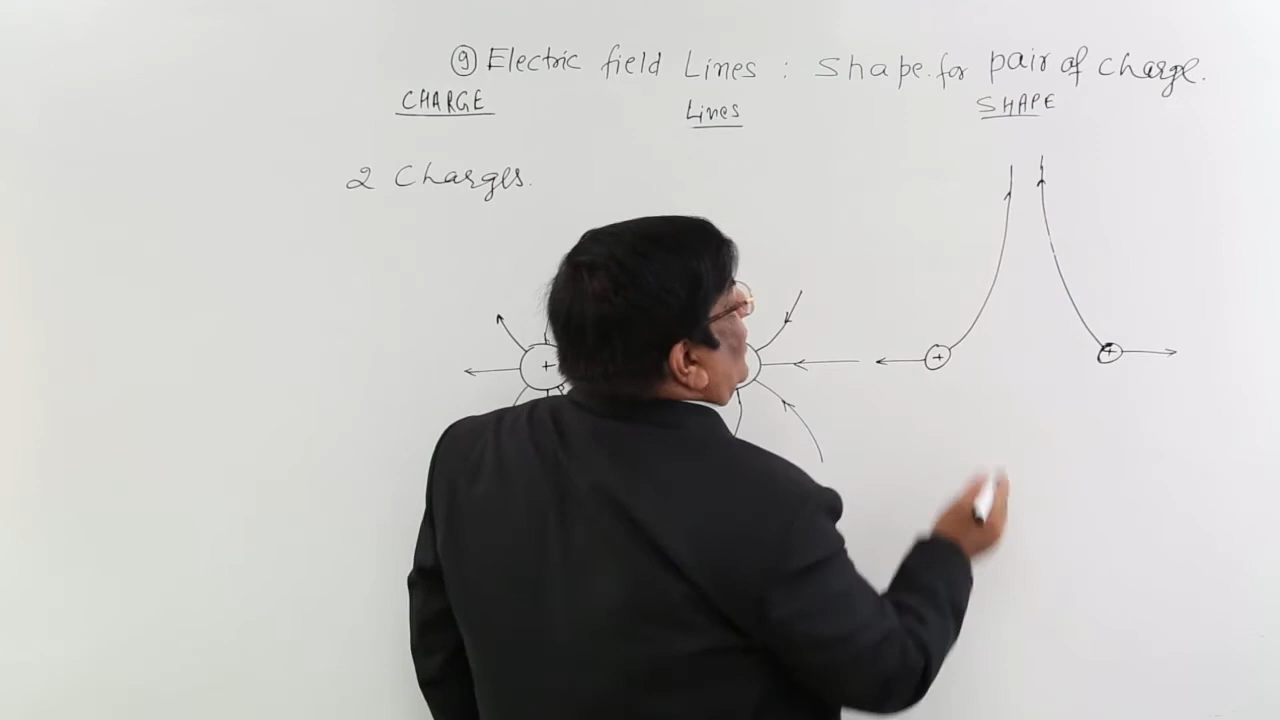 ⑨ Electric field Lines : Shape for pair of charge.
CHARGE Lines SHAPE
2 Charges.
+ + +